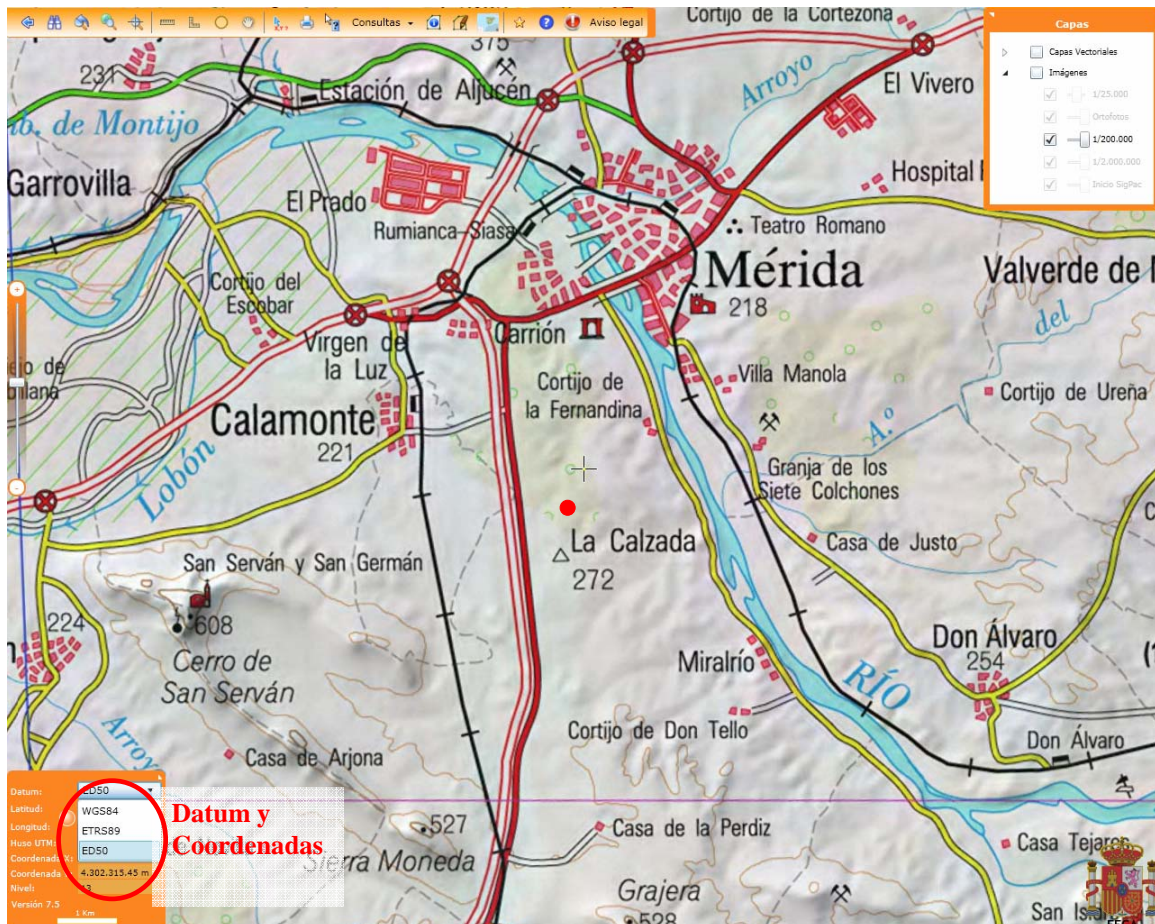 Consultas
Aviso legal
Cortijo de la Cortezona
Capas
Capas Vectoriales
Imágenes
1/25.000
Ortofotos
1/200.000
1/2.000.000
Inicio SigPac
375
231
Estación de Aljucén
Arroyo
El Vivero
de Montijo
Garrovilla
El Prado
Hospital
Rumianca-Siasa
Teatro Romano
Mérida
218
Valverde de
Cortijo del
Escobar
del
Virgen de
la Luz
Carrión
Cortijo de
la Fernandina
Villa Manola
Cortijo de Ureña
Calamonte
221
A.º
Lobón
Granja de los
Siete Colchones
La Calzada
272
Casa de Justo
San Serván y San Germán
608
224
Cerro de
San Serván
Miralrío
RÍO
Don Alvaro
254
Arroyo
Casa de Arjona
Cortijo de Don Tello
Don Álvaro
Datum:
ED50
Latitud:
WGS84
Longitud:
ETRS89
Huso UTM:
ED50
Coordenada X:
Coordenada
4.302.315.45 m
Nivel:
13
Versión 7.5
1 Km
Datum y
Coordenadas
527
Sierra Moneda
Casa de la Perdiz
Casa Tejares
Grajera
528
San